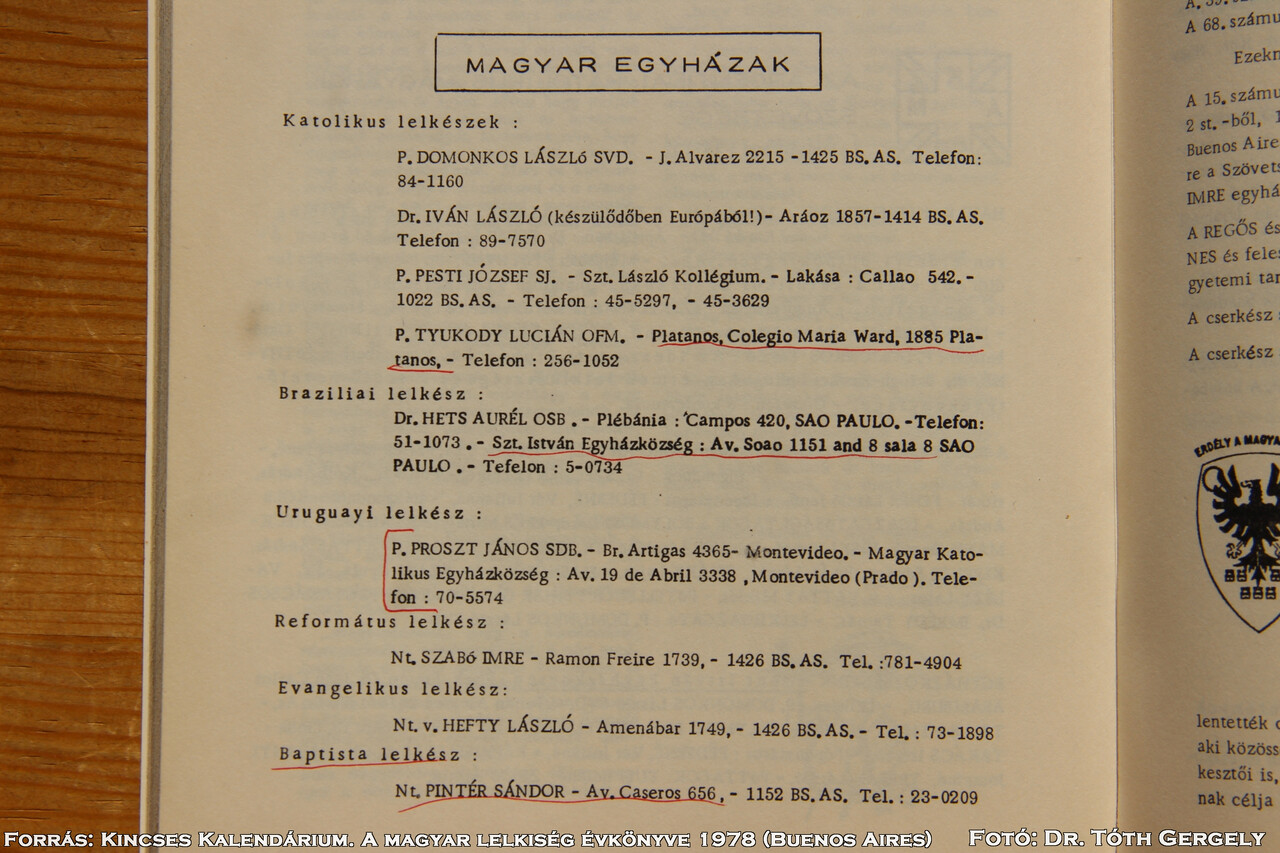 MAGYAR EGYHÁZAK
Katolikus lelkészek :
P. DOMONKOS LÁSZLó SVD. - J. Alvarez 2215 -1425 BS. AS. Telefon:
84-1160
Dr. IVÁN LÁSZLÓ (készülődőben Európából!)- Aráoz 1857-1414 BS. AS.
Telefon : 89-7570
P. PESTI JÓZSEF SJ. - Szt. László Kollégium. - Lakása : Callao 542. -
1022 BS. AS. - Telefon : 45-5297, - 45-3629
P. TYUKODY LUCIÁN OFM. - Platanos, Colegio Maria Ward, 1885 Pla-
tanos, - Telefon : 256-1052
Braziliai lelkész :
Dr. HETS AURÉL OSB . - Plébánia : Campos 420, SAO PAULO. -Telefon:
51-1073 . - Szt. István Egyházközség : Av. Soao 1151 and 8 sala 8 SAO
PAULO . - Tefelon : 5-0734
Uruguayi lelkész :
P. PROSZT JÁNOS SDB. - Br. Artigas 4365- Montevideo. - Magyar Kato-
likus Egyházközség : Av. 19 de Abril 3338 , Montevideo (Prado ). Tele-
fon : 70-5574
Református lelkész :
Nt. SZABó IMRE - Ramon Freire 1739, - 1426 BS. AS. Tel. :781-4904
Evangelikus lelkész:
Nt. v. HEFTY LÁSZLÓ - Amenábar 1749, - 1426 BS. AS. - Tel. : 73-1898
Baptista lelkész :
Nt. PINTÉR SÁNDOR - Av. Caseros 656, - 1152 BS. AS. Tel. : 23-0209
A 68. számu
Ezekn
A 15. számu
2 st. -ből,
Buenos Aire
re a Szövets
IMRE egyhá
A REGŐS és
NES és feles
gyetemi tan
A cserkész
A cserkész
ERDÉLY A MAGYA
lentették
aki közöss
kesztői is,
nak célja
Forrás: Kincses Kalendárium. A magyar lelkiség évkönyve 1978 (Buenos Aires) Fotó: Dr. Tóth Gergely